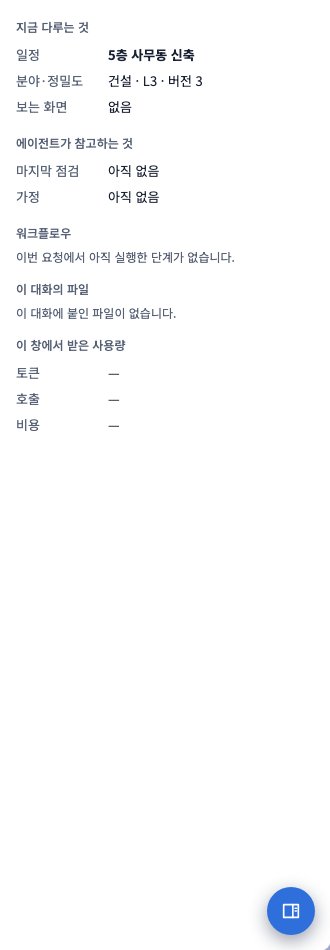 지금 다루는 것
일정 5층 사무동 신축
분야·정밀도 건설 · L3 · 버전 3
보는 화면 없음
에이전트가 참고하는 것
마지막 점검 아직 없음
가정 아직 없음
워크플로우
이번 요청에서 아직 실행한 단계가 없습니다.
이 대화의 파일
이 대화에 붙인 파일이 없습니다.
이 창에서 받은 사용량
토큰 —
호출 —
비용 —